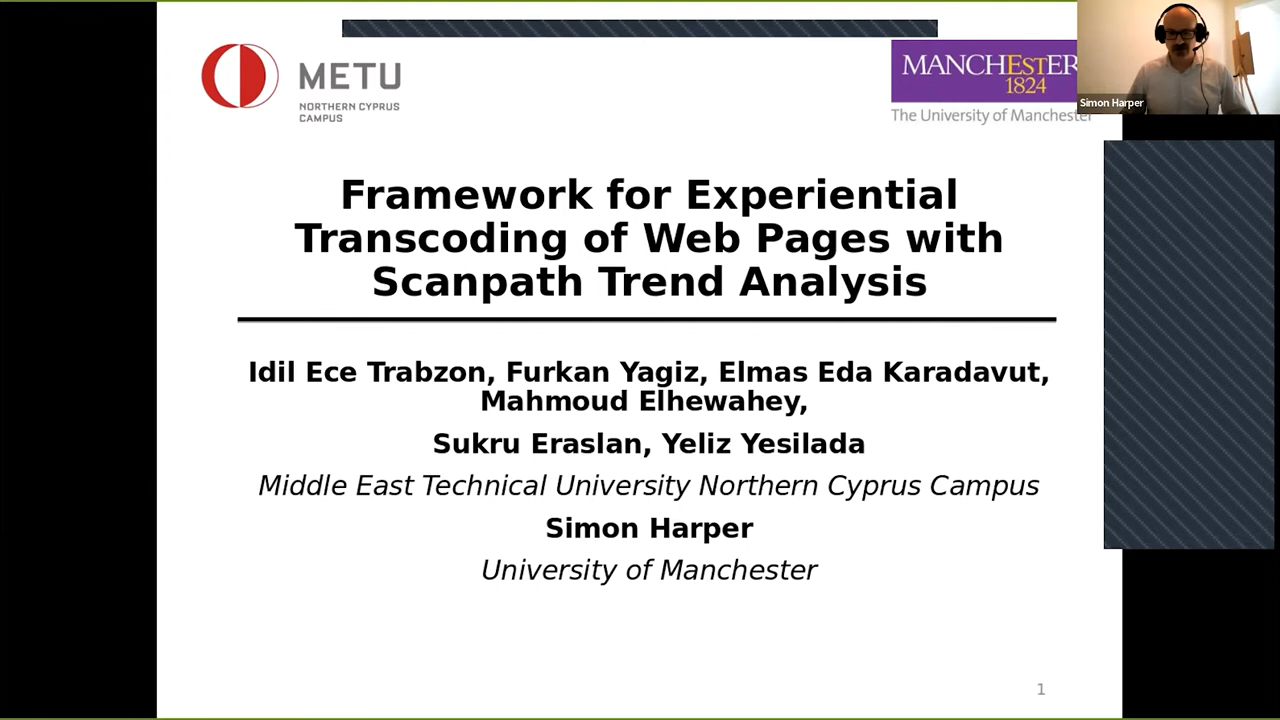 METU
NORTHERN CYPRUS
CAMPUS
MANCHESTER
1824
The University of Manchester
Simon Harper
Framework for Experiential
Transcoding of Web Pages with
Scanpath Trend Analysis
Idil Ece Trabzon, Furkan Yagiz, Elmas Eda Karadavut,
Mahmoud Elhewahey,
Sukru Eraslan, Yeliz Yesilada
Middle East Technical University Northern Cyprus Campus
Simon Harper
University of Manchester
1